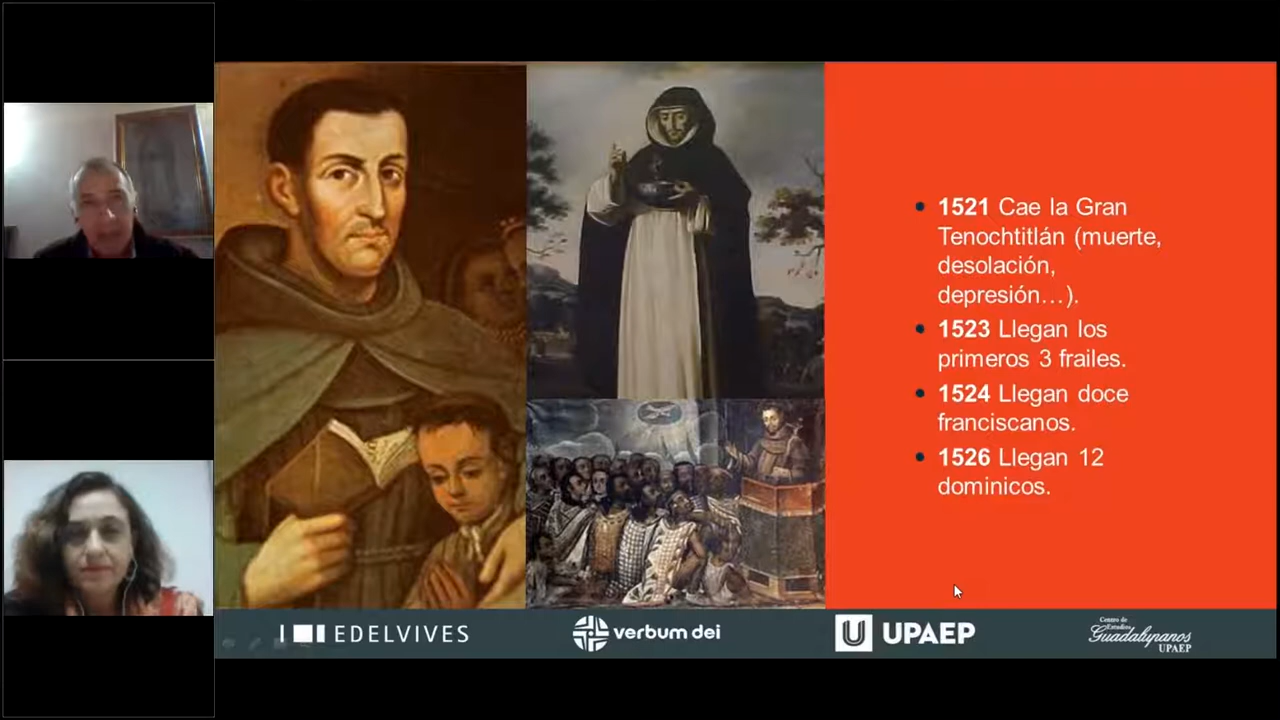 1521 Cae la Gran
Tenochtitlán (muerte,
desolación,
depresión…).
1523 Llegan los
primeros 3 frailes.
1524 Llegan doce
franciscanos.
1526 Llegan 12
dominicos.
EDELVIVES
verbum dei
UPAEP
Centro de
Estudios
Guadalupanos
UPAEP